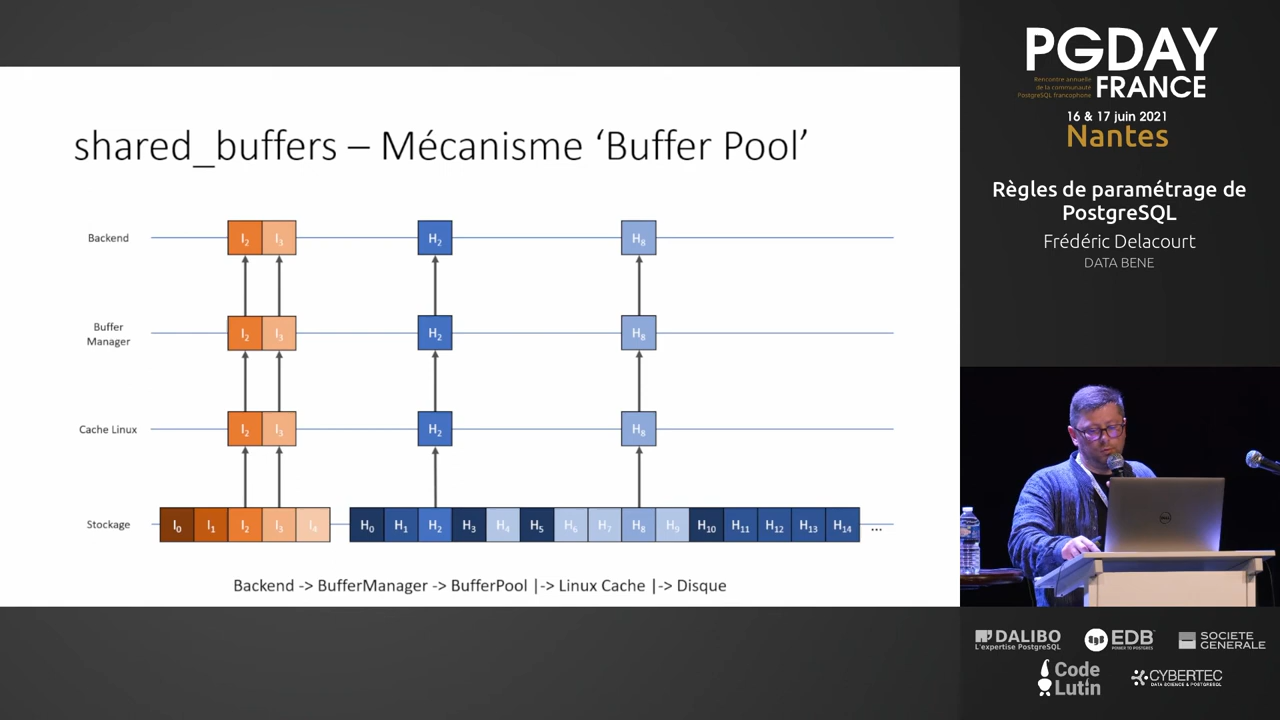 shared_buffers – Mécanisme ‘Buffer Pool’
Backend
I2 I3 H2 H8
Buffer
Manager
I2 I3 H2 H8
Cache Linux
I2 I3 H2 H8
Stockage
I0 I1 I2 I3 I4 H0 H1 H2 H3 H4 H5 H6 H7 H8 H9 H10 H11 H12 H13 H14 ...
Backend -> BufferManager -> BufferPool |-> Linux Cache |-> Disque
PGDAY
Rencontre annuelle
de la communauté
PostgreSQL francophone
FRANCE
16 & 17 juin 2021
Nantes
Règles de paramétrage de
PostgreSQL
Frédéric Delacourt
DATA BENE
DALIBO
L'expertise PostgreSQL
EDB
POWER TO POSTGRES
SOCIETE
GENERALE
Code
Lutin
CYBERTEC
DATA SCIENCE & POSTGRESQL